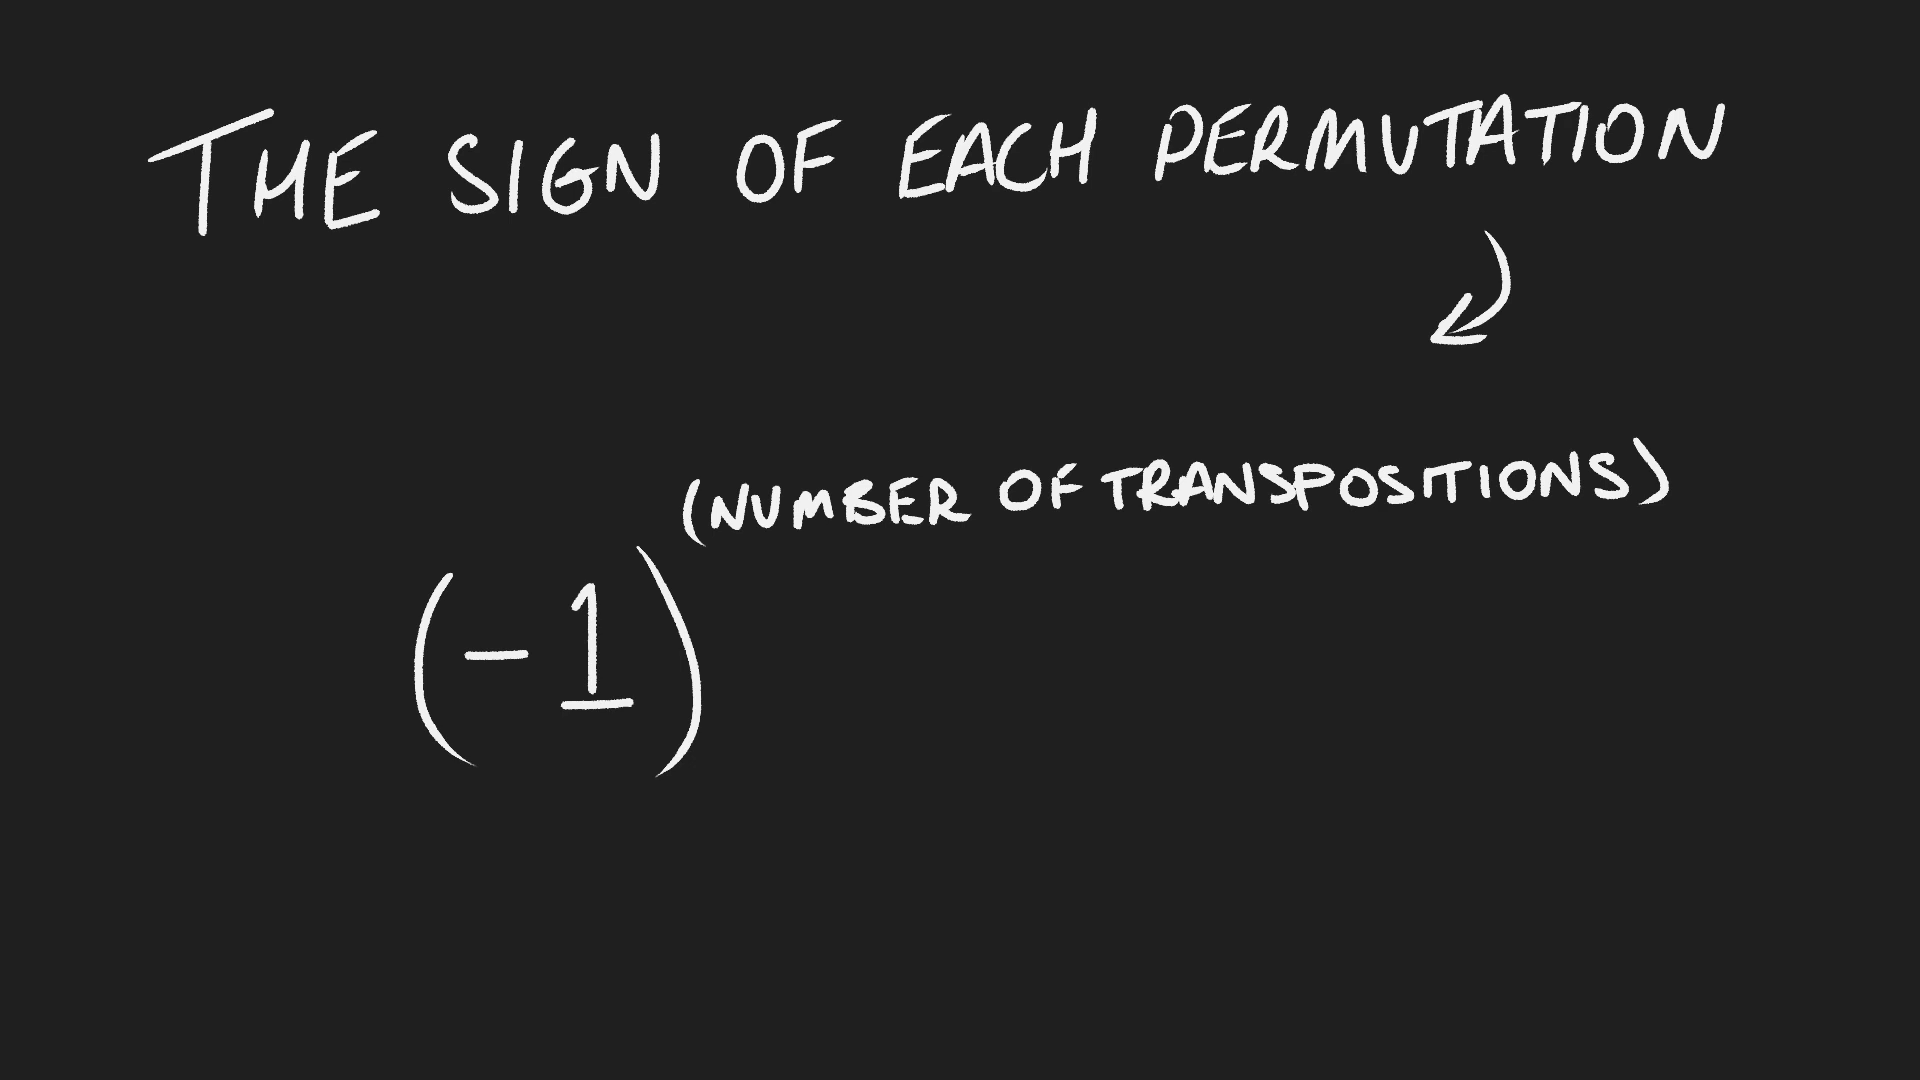 THE SIGN OF EACH PERMUTATION
(NUMBER OF TRANSPOSITIONS)
(-1)